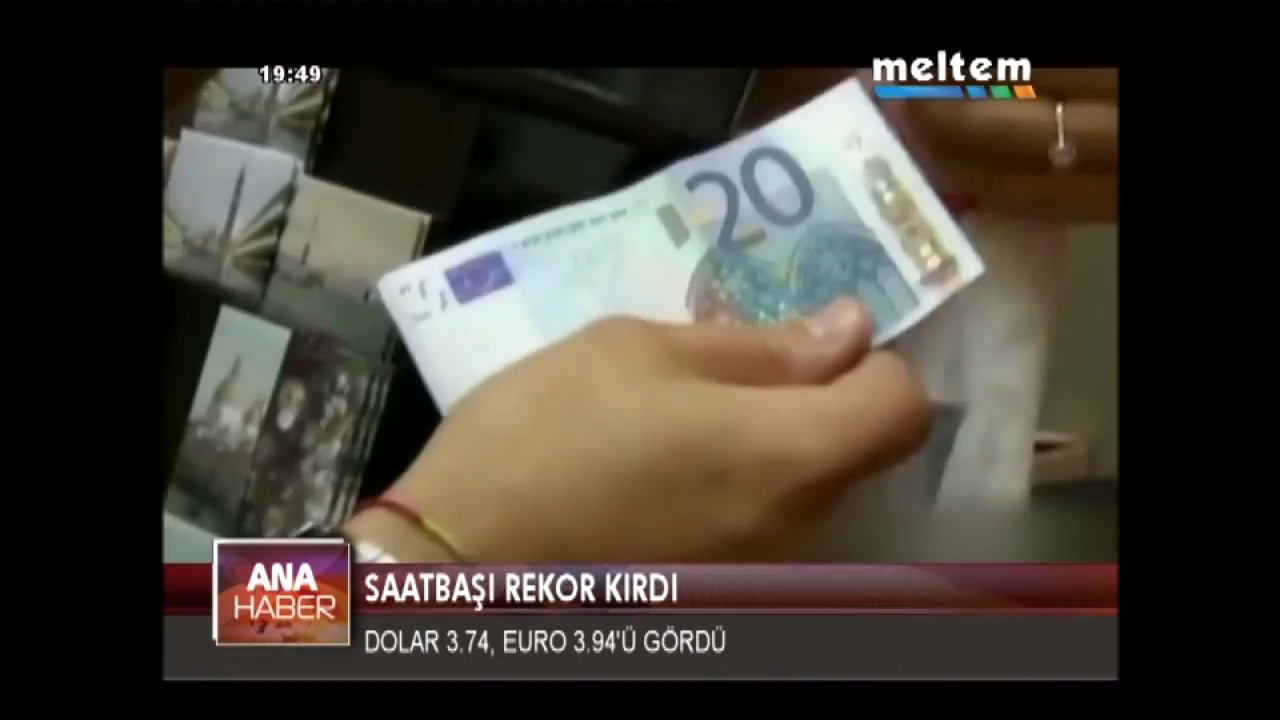 19:49
meltem
20
ANA
HABER
SAATBAŞI REKOR KIRDI
DOLAR 3.74, EURO 3.94'Ü GÖRDÜ